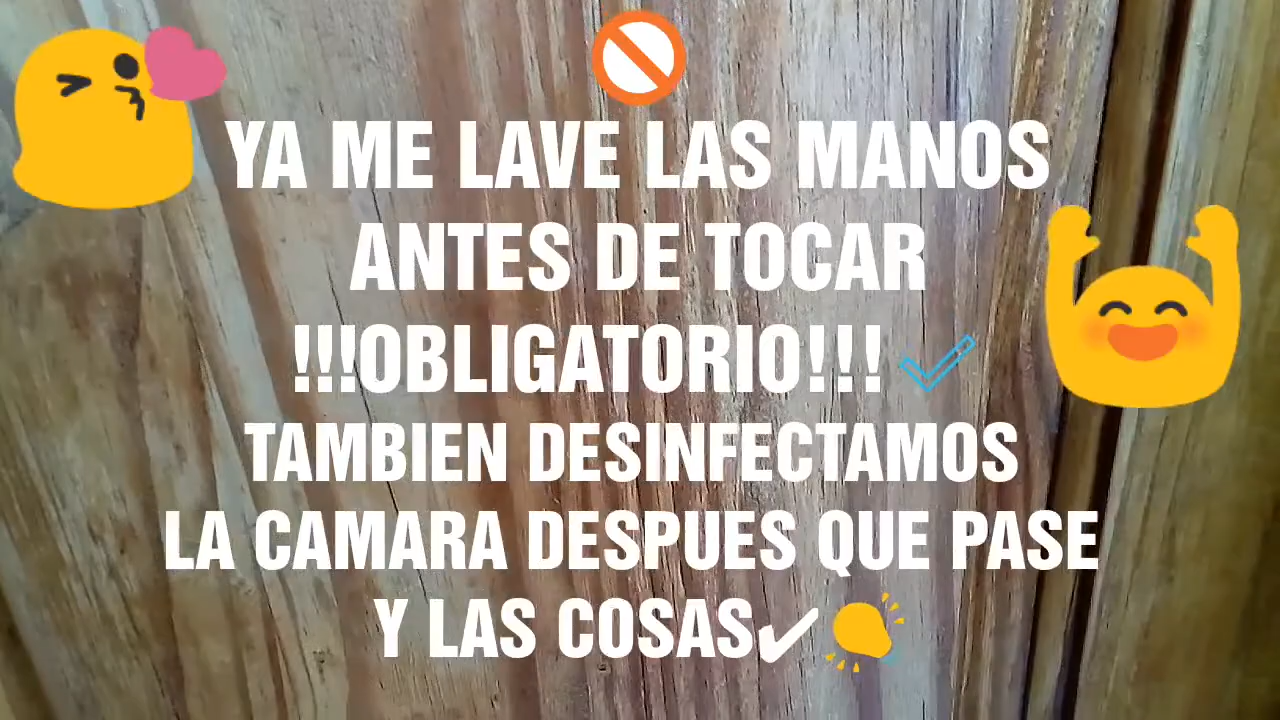 YA ME LAVE LAS MANOS
ANTES DE TOCAR
!!!OBLIGATORIO!!!
TAMBIEN DESINFECTAMOS
LA CAMARA DESPUES QUE PASE
Y LAS COSAS✔